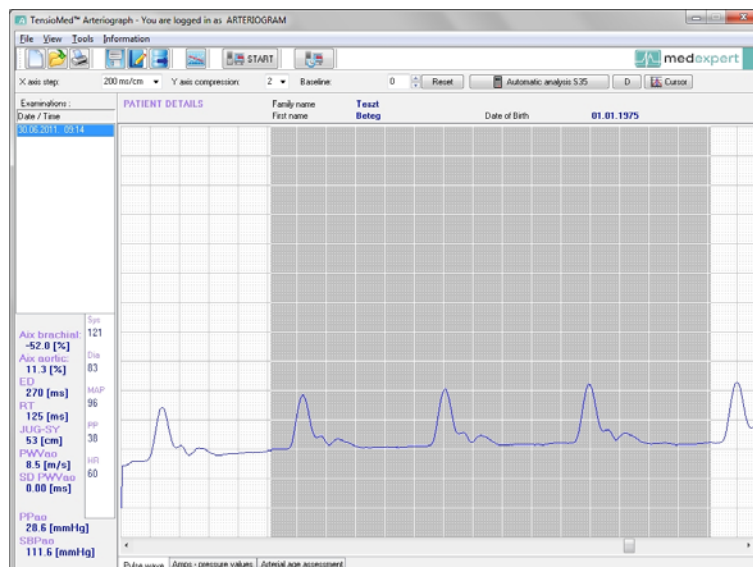 TensioMed™ Arteriograph - You are logged in as ARTERIOGRAM
File View Tools Information
START
medexpert
X axis step: 200 ms/cm Y axis compression: 2 Baseline: 0 Reset Automatic analysis S35 D Cursor
Examinations :
Date / Time
30.06.2011. 09:14
PATIENT DETAILS
Family name Teszt
First name Beteg Date of Birth 01.01.1975
Aix brachial:
-52.0 [%]
Aix aortic:
11.3 [%]
ED
270 [ms]
RT
125 [ms]
JUG-SY
53 [cm]
PWVao
8.5 [m/s]
SD PWVao
0.00 [ms]
PPao
28.6 [mmHg]
SBPao
111.6 [mmHg]
Sys
121
Dia
83
MAP
96
PP
38
HR
60
Pulse wave Amps - pressure values Arterial age assessment